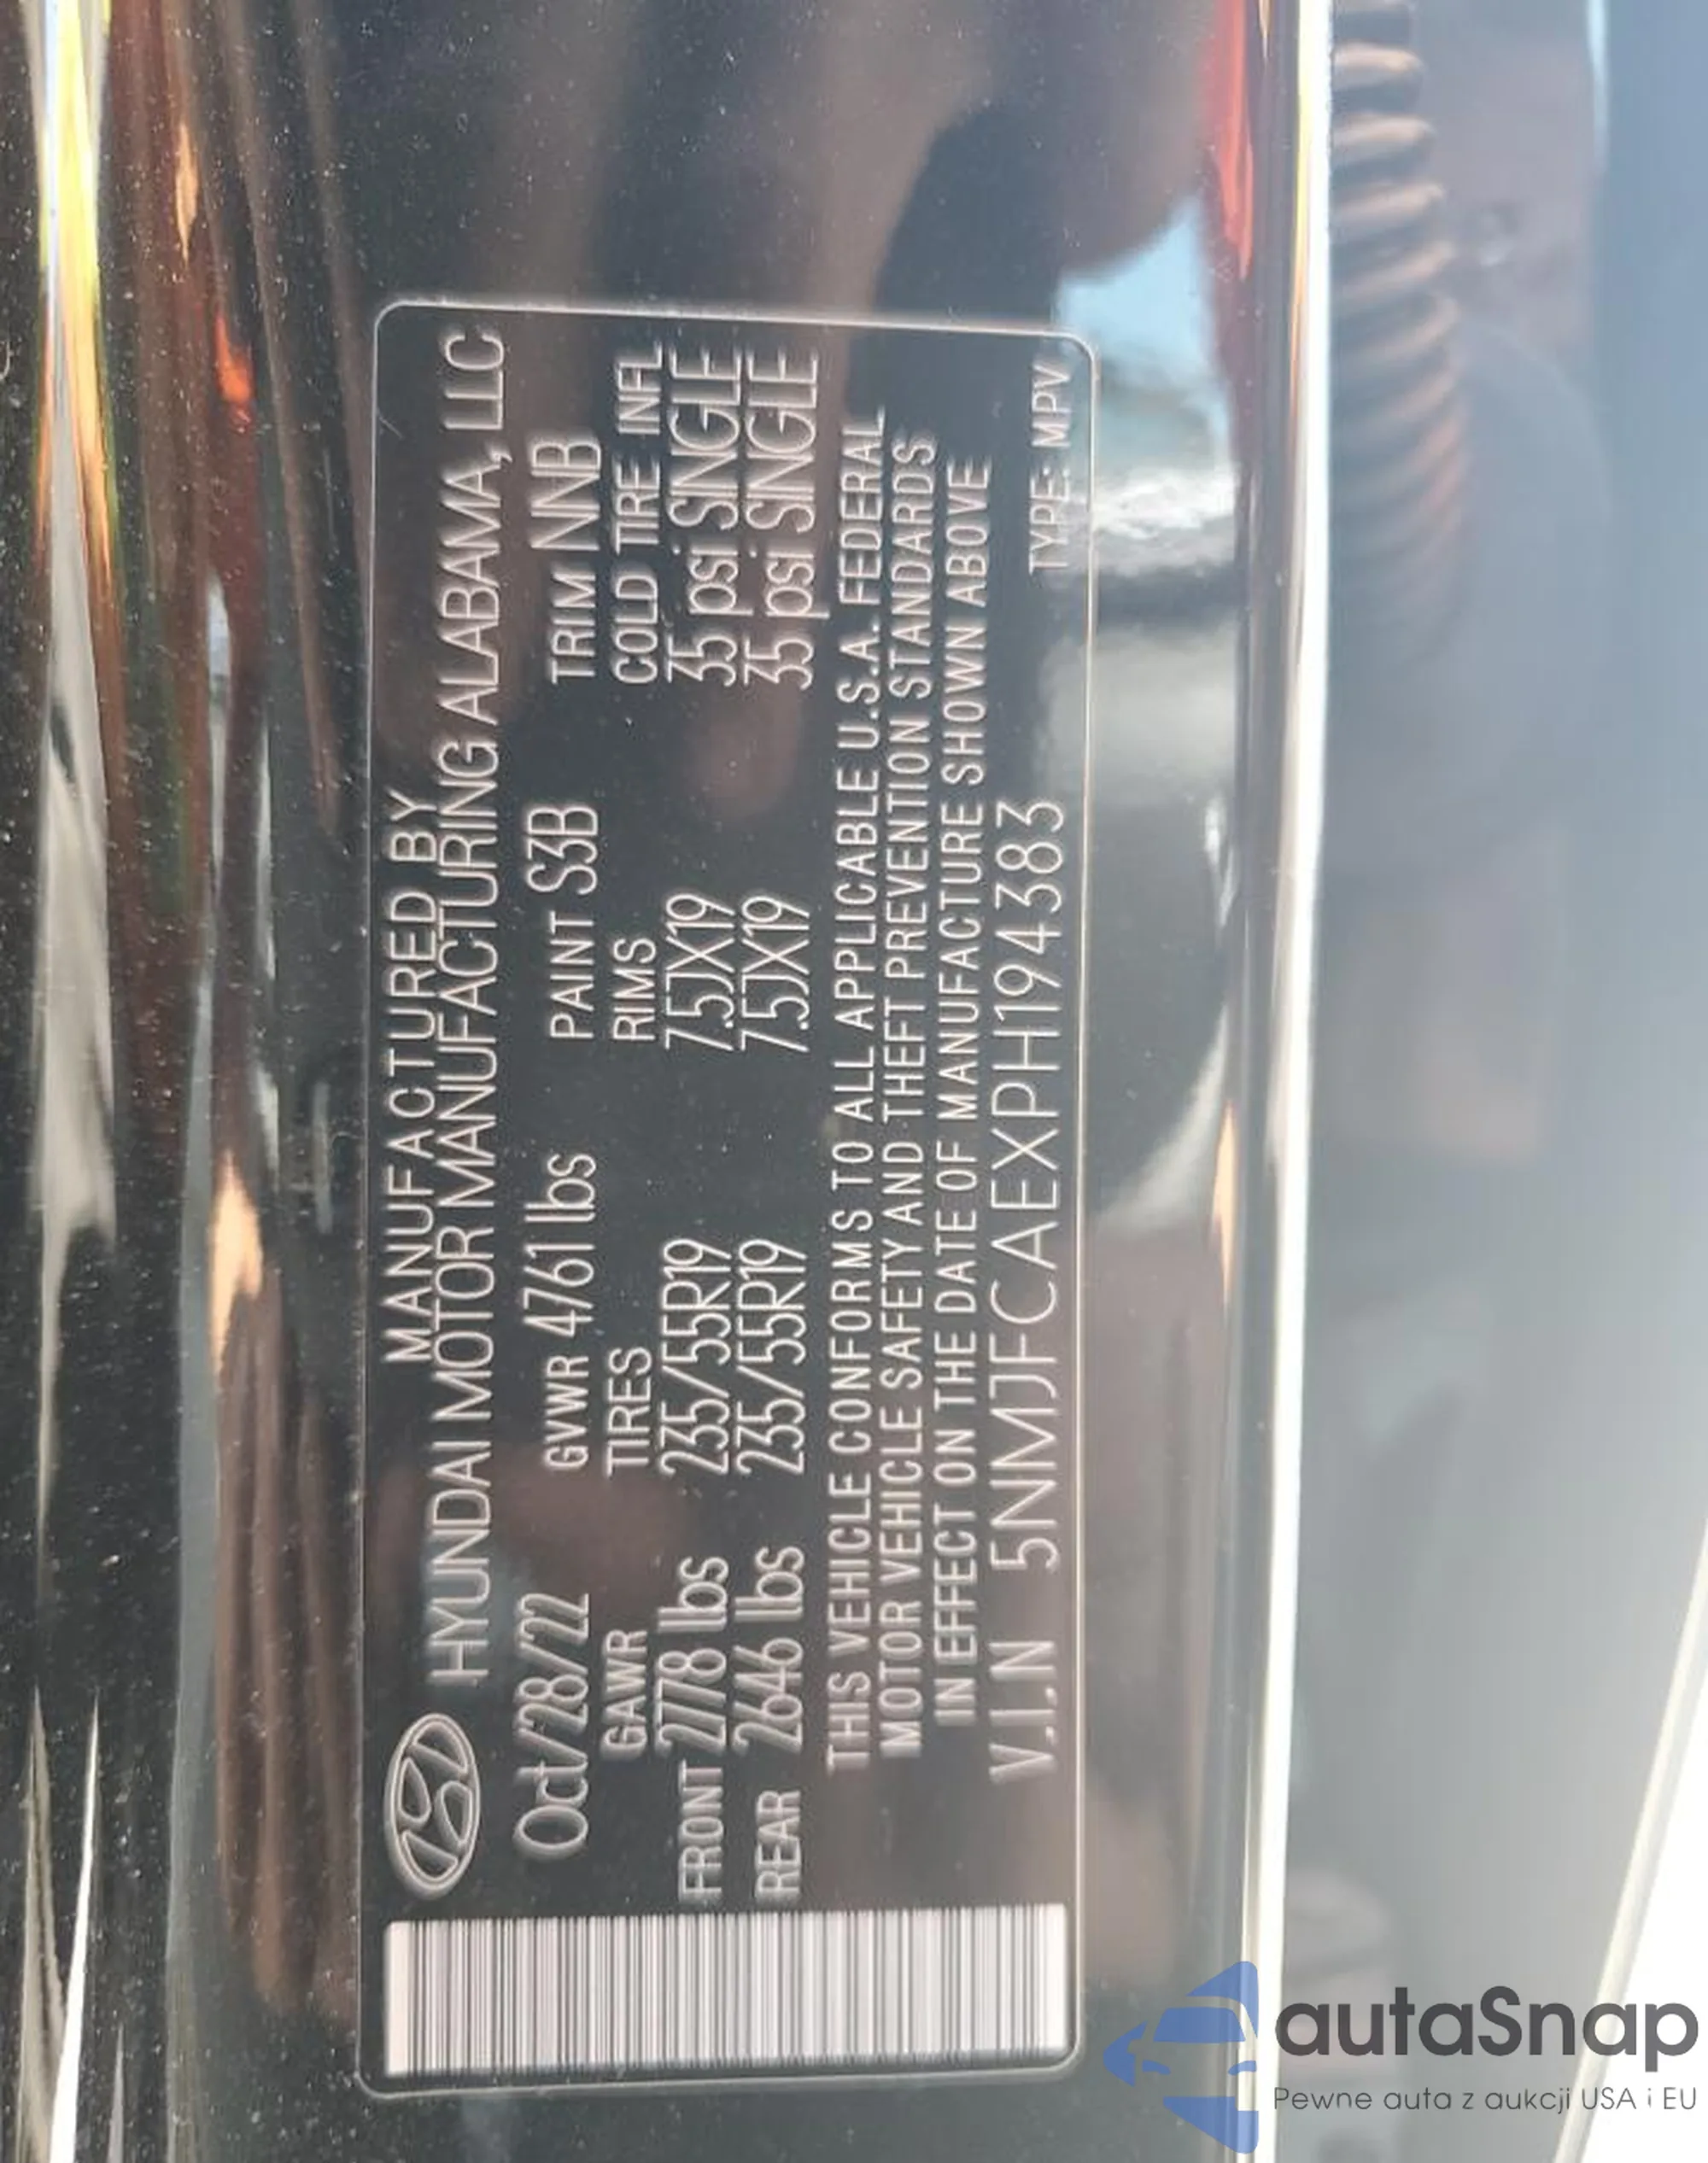 MANUFACTURED BY
HYUNDAI MOTOR MANUFACTURING ALABAMA, LLC
Oct/28/22 GVWR 4761 lbs PAINT S3B TRIM NNB
GAWR TIRES RIMS COLD TIRE INFL
FRONT 2778 lbs 235/55R19 7.5JX19 35 psi SINGLE
REAR 2646 lbs 235/55R19 7.5JX19 35 psi SINGLE
THIS VEHICLE CONFORMS TO ALL APPLICABLE U.S.A. FEDERAL
MOTOR VEHICLE SAFETY AND THEFT PREVENTION STANDARDS
IN EFFECT ON THE DATE OF MANUFACTURE SHOWN ABOVE
V.I.N 5NMJFCAEXPH194383 TYPE: MPV
autaSnap
Pewne auta z aukcji USA i EU